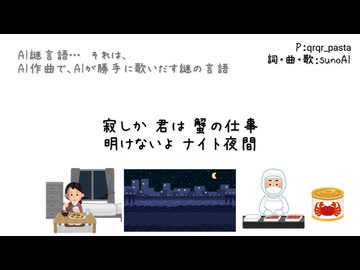 AI謎言語… それは、
AI作曲で、AIが勝手に歌いだす謎の言語
P:qrqr_pasta
詞・曲・歌:sunoAI
寂しか 君は 蟹の仕事
明けないよ ナイト夜間